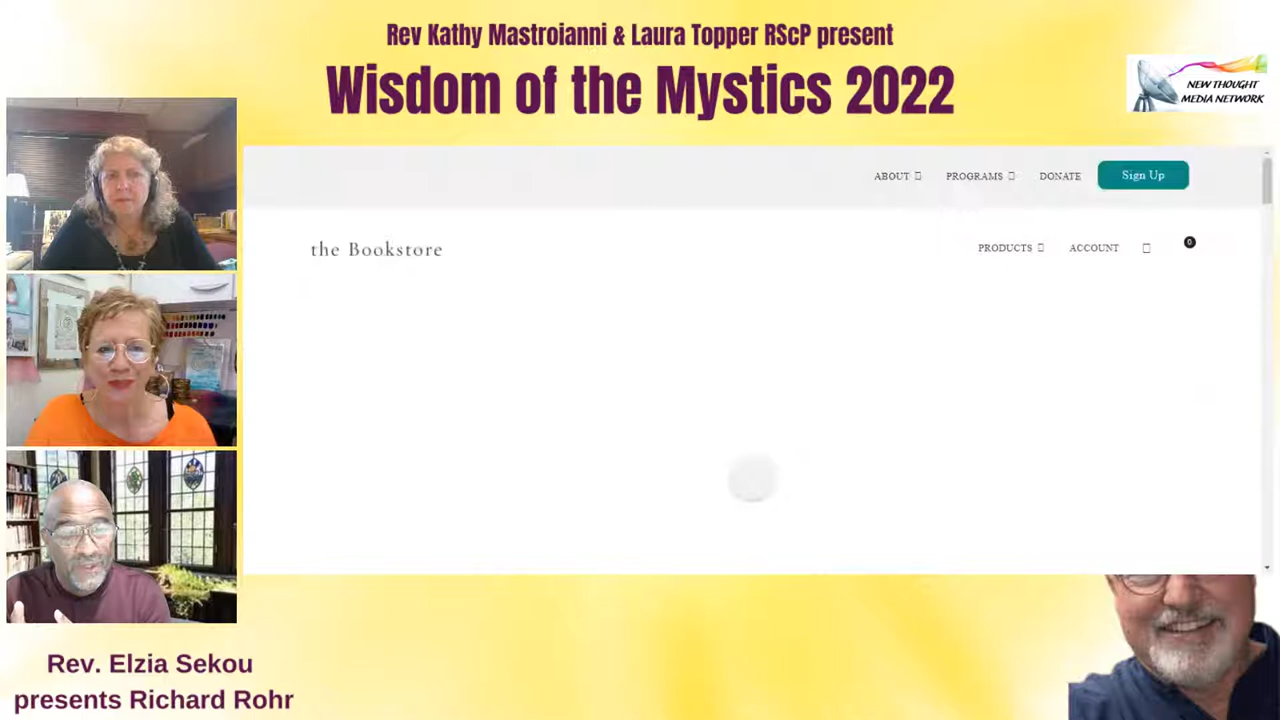 Rev Kathy Mastroianni & Laura Topper RScP present
Wisdom of the Mystics 2022
NEW THOUGHT
MEDIA NETWORK
ABOUT
PROGRAMS
DONATE
Sign Up
the Bookstore
PRODUCTS
ACCOUNT
0
Rev. Elzia Sekou
presents Richard Rohr